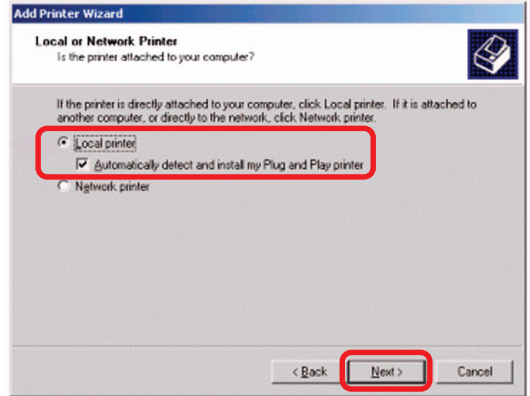 Add Printer Wizard
Local or Network Printer
Is the printer attached to your computer?
If the printer is directly attached to your computer, click Local printer. If it is attached to
another computer, or directly to the network, click Network printer.
Local printer
Automatically detect and install my Plug and Play printer
Network printer
< Back
Next >
Cancel